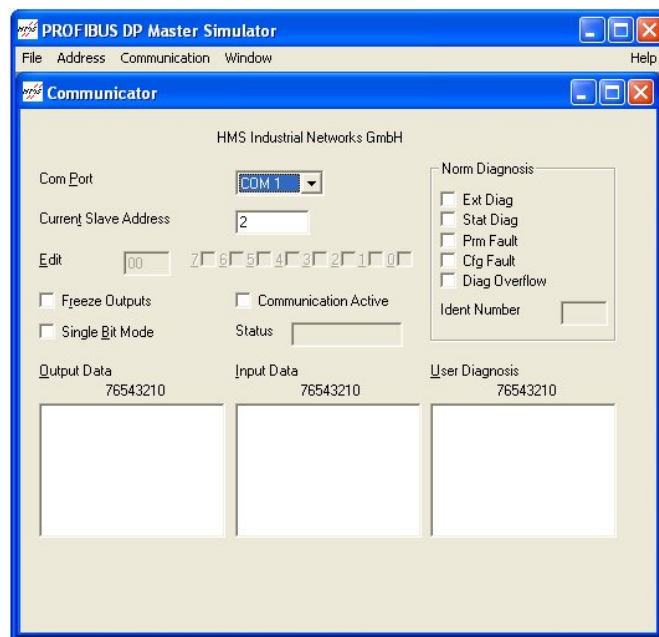 PROFIBUS DP Master Simulator
File Address Communication Window Help
Communicator
HMS Industrial Networks GmbH
Com Port COM 1
Current Slave Address 2
Edit 00 7 6 5 4 3 2 1 0
Freeze Outputs Communication Active
Single Bit Mode Status
Norm Diagnosis
Ext Diag
Stat Diag
Prm Fault
Cfg Fault
Diag Overflow
Ident Number
Output Data Input Data User Diagnosis
76543210 76543210 76543210